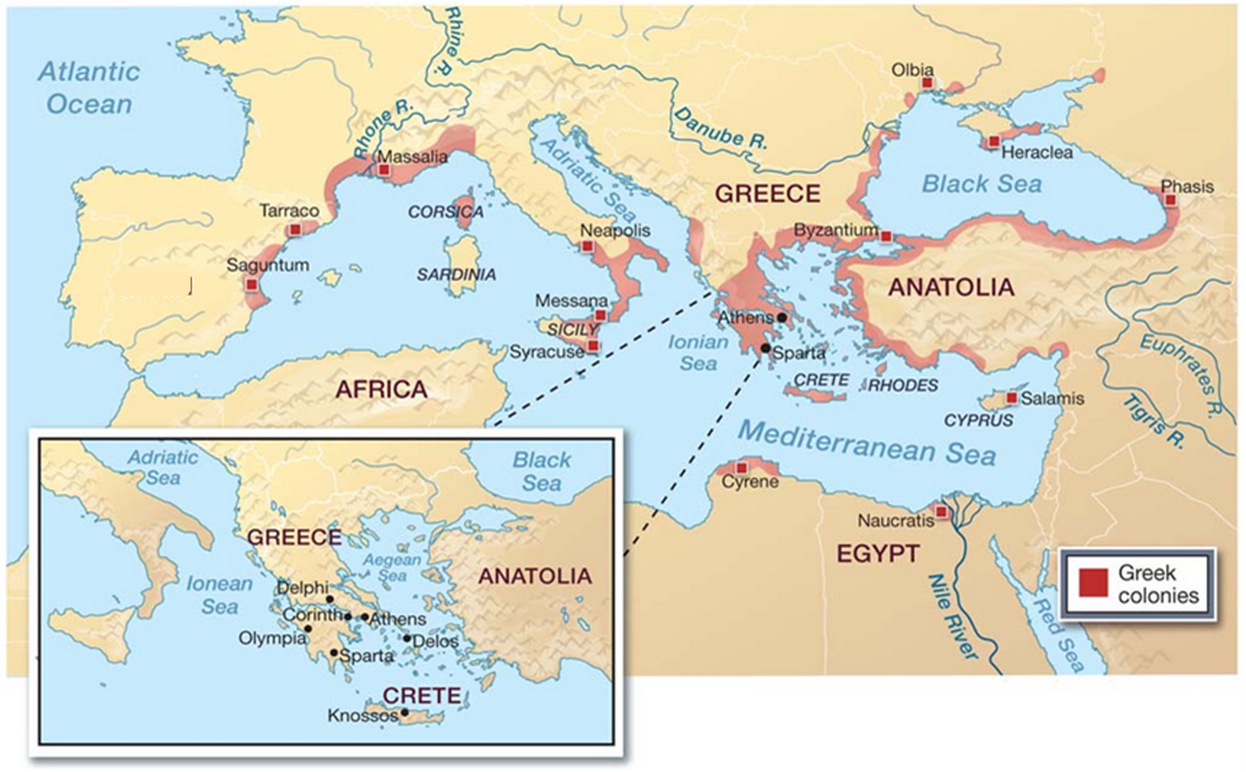 Atlantic
Ocean
Rhine R.
Rhone R.
Massalia
Tarraco
Saguntum
CORSICA
SARDINIA
Adriatic Sea
Neapolis
Messana
SICILY
Syracuse
AFRICA
Danube R.
GREECE
Byzantium
Olbia
Heraclea
Black Sea
Phasis
ANATOLIA
Athens
Ionian
Sea
Sparta
CRETE
RHODES
Salamis
CYPRUS
Euphrates R.
Tigris R.
Mediterranean Sea
Cyrene
Naucratis
EGYPT
Nile River
Red Sea
Greek
colonies
Adriatic
Sea
Black
Sea
GREECE
Aegean
Sea
ANATOLIA
Ionean
Sea
Delphi
Corinth
Athens
Olympia
Delos
Sparta
CRETE
Knossos